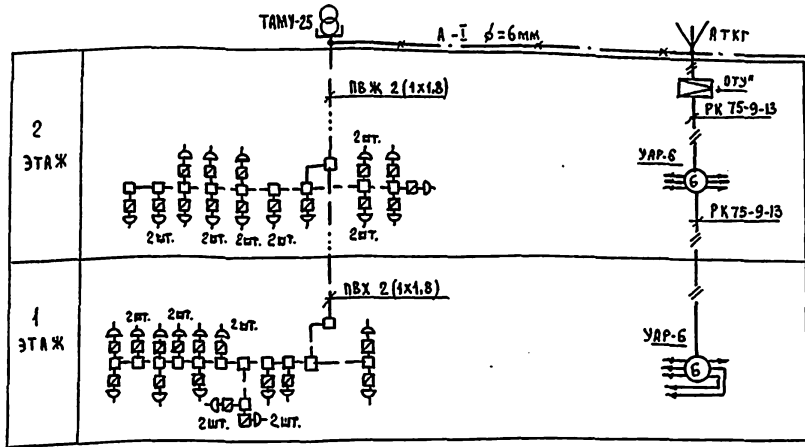 ТАМУ-25
А-I ϕ=6мм
АТКГ
ПВЖ 2(1х1,8)
"ОТУ"
РК 75-9-13
2
ЭТАЖ
2шт.
УАР-6
6
2шт.
2шт.
2шт.
2шт.
2шт.
РК75-9-13
ПВХ 2(1х1,8)
1
ЭТАЖ
2шт.
2шт.
2шт.
УАР-6
6
2шт.
2шт.